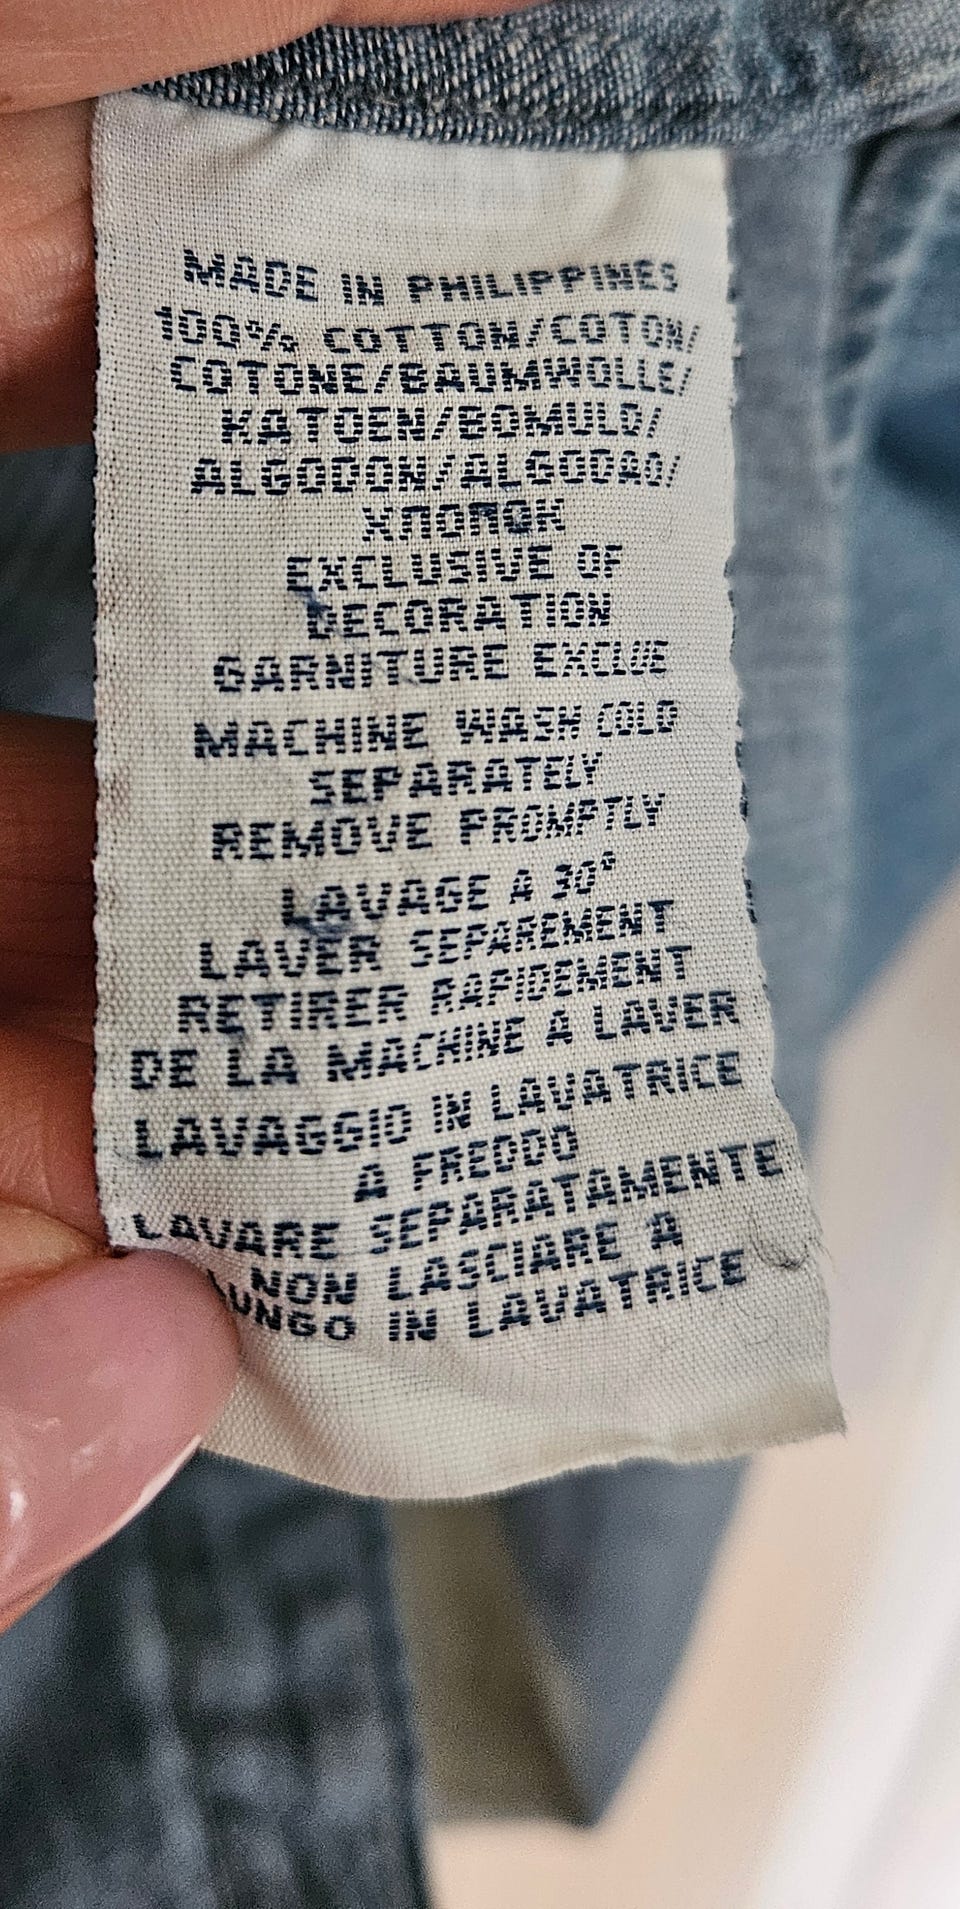 MADE IN PHILIPPINES
100% COTTON/COTON/
COTONE/BAUMWOLLE/
KATOEN/BOMULD/
ALGODON/ALGODAO/
ХЛОПОК
EXCLUSIVE OF
DECORATION
GARNITURE EXCLUE
MACHINE WASH COLD
SEPARATELY
REMOVE PROMPTLY
LAVAGE A 30°
LAVER SEPAREMENT
RETIRER RAPIDEMENT
DE LA MACHINE A LAVER
LAVAGGIO IN LAVATRICE
A FREDDO
LAVARE SEPARATAMENTE
NON LASCIARE A
LUNGO IN LAVATRICE